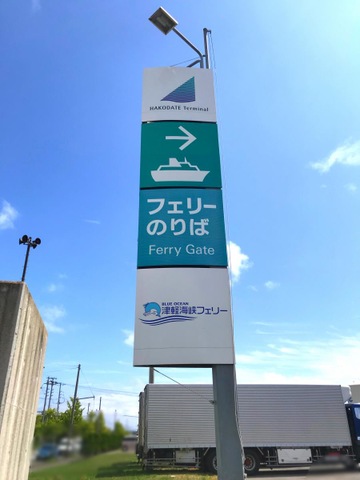 HAKODATE Terminal
フェリー
のりば
Ferry Gate
BLUE OCEAN
津軽海峡フェリー